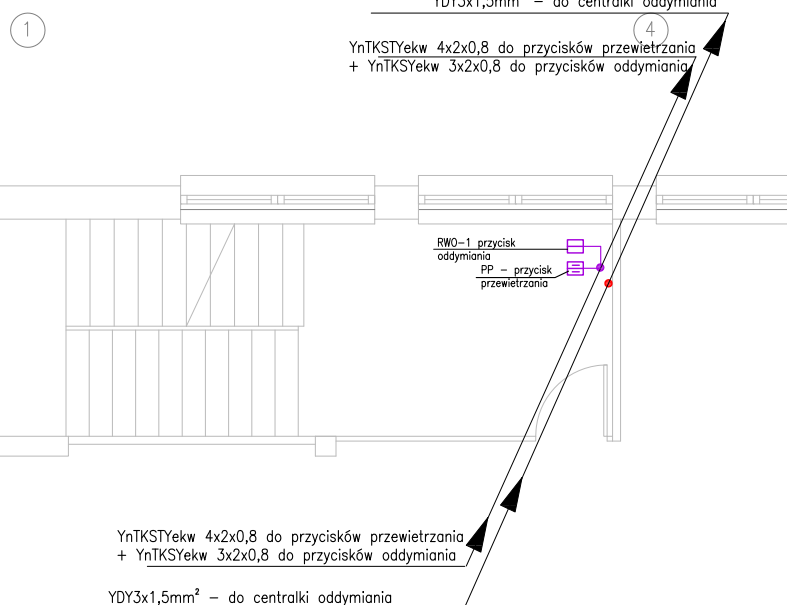 YDY3x1,5mm² – do centralki oddymiania
1
4
YnTKSTYekw 4x2x0,8 do przycisków przewietrzania
+ YnTKSYekw 3x2x0,8 do przycisków oddymiania
RWO-1 przycisk
oddymiania
PP – przycisk
przewietrzania
YnTKSTYekw 4x2x0,8 do przycisków przewietrzania
+ YnTKSYekw 3x2x0,8 do przycisków oddymiania
YDY3x1,5mm² – do centralki oddymiania